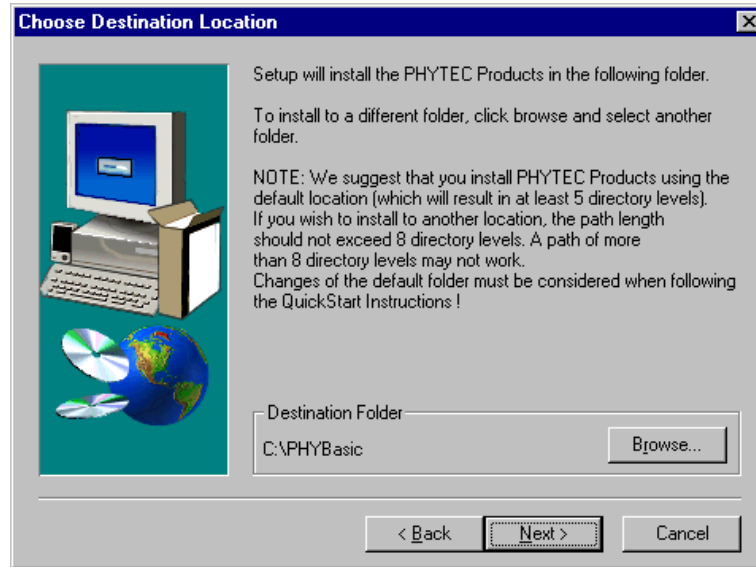 Choose Destination Location
Setup will install the PHYTEC Products in the following folder.
To install to a different folder, click browse and select another
folder.
NOTE: We suggest that you install PHYTEC Products using the
default location (which will result in at least 5 directory levels).
If you wish to install to another location, the path length
should not exceed 8 directory levels. A path of more
than 8 directory levels may not work.
Changes of the default folder must be considered when following
the QuickStart Instructions !
Destination Folder
C:\PHYBasic
Browse...
< Back
Next >
Cancel